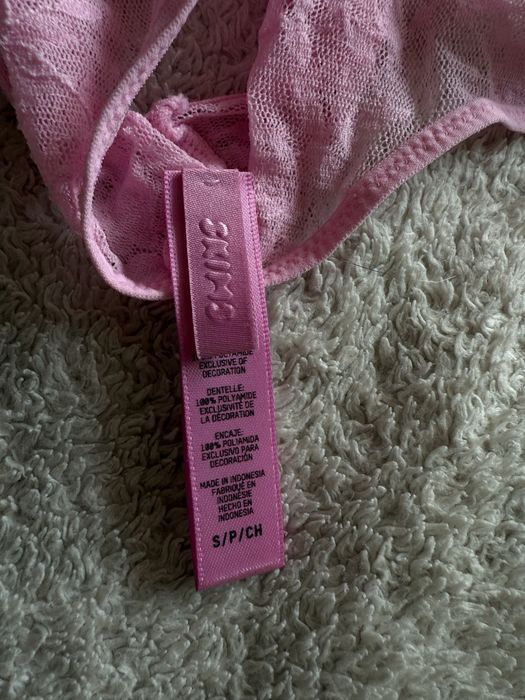 SKIMS
POLYAMIDE
EXCLUSIVE OF
DECORATION
DENTELLE:
100% POLYAMIDE
EXCLUSIVITÉ DE
LA DÉCORATION
ENCAJE:
100% POLIAMIDA
EXCLUSIVO PARA
DECORACIÓN
MADE IN INDONESIA
FABRIQUÉ EN
INDONÉSIE
HECHO EN
INDONESIA
S/P/CH